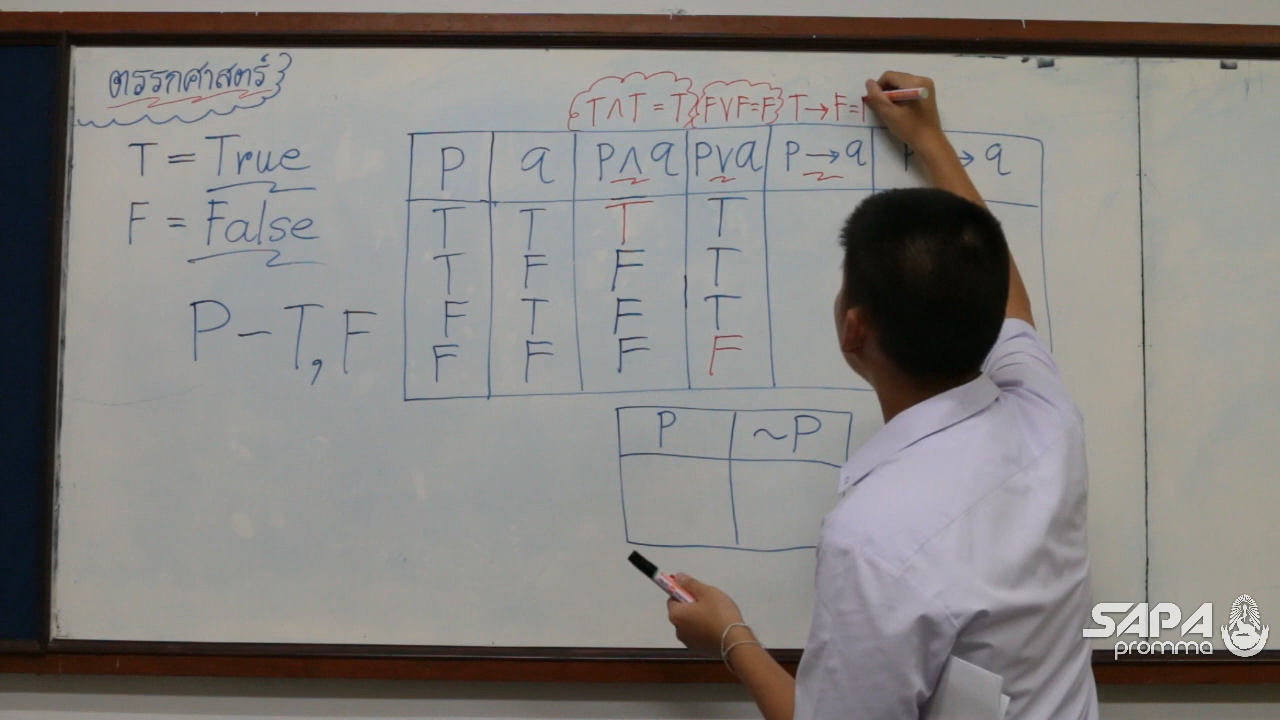 ตรรกศาสตร์
T = True
F = False
P - T, F
T∧T = T F∨F=F T→F=
P q P∧q P∨q P→q P →q
T T T T
T F F T
F T F T
F F F F
P ~P
SAPA
promma